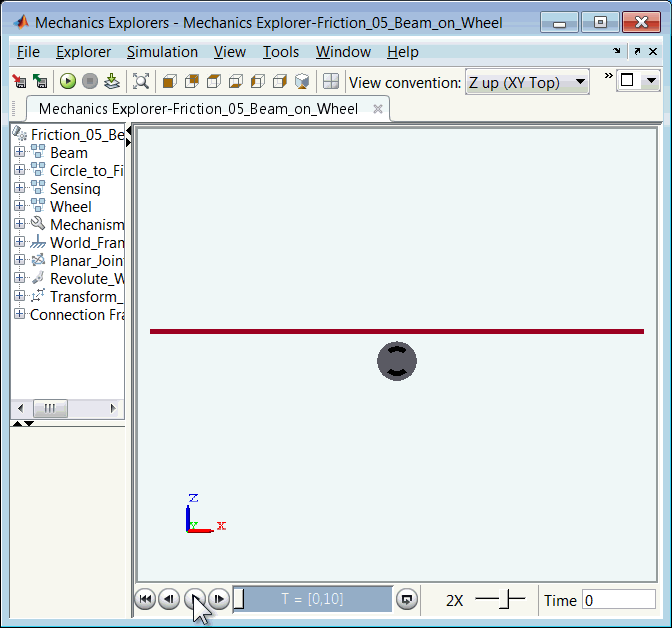 Mechanics Explorers - Mechanics Explorer-Friction_05_Beam_on_Wheel
File Explorer Simulation View Tools Window Help
View convention: Z up (XY Top)
Mechanics Explorer-Friction_05_Beam_on_Wheel
Friction_05_Be
Beam
Circle_to_Fi
Sensing
Wheel
Mechanism
World_Fran
Planar_Join
Revolute_W
Transform_
Connection Fra
Z
Y X
T = [0,10]
2X
Time 0